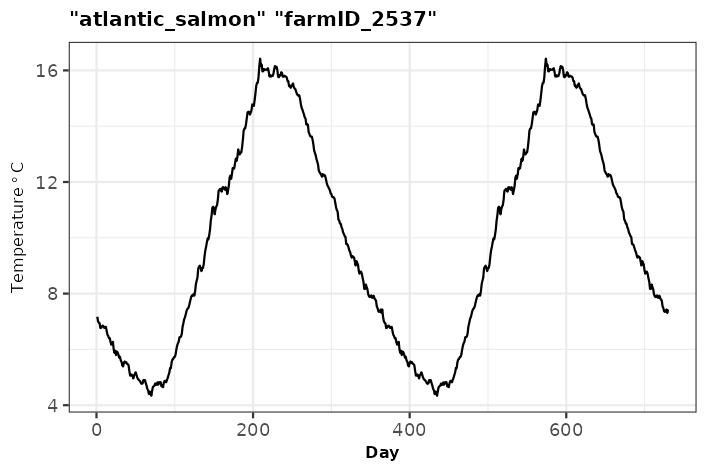 "atlantic_salmon" "farmID_2537"
16
12
8
4
Temperature°C
0 200 400 600
Day